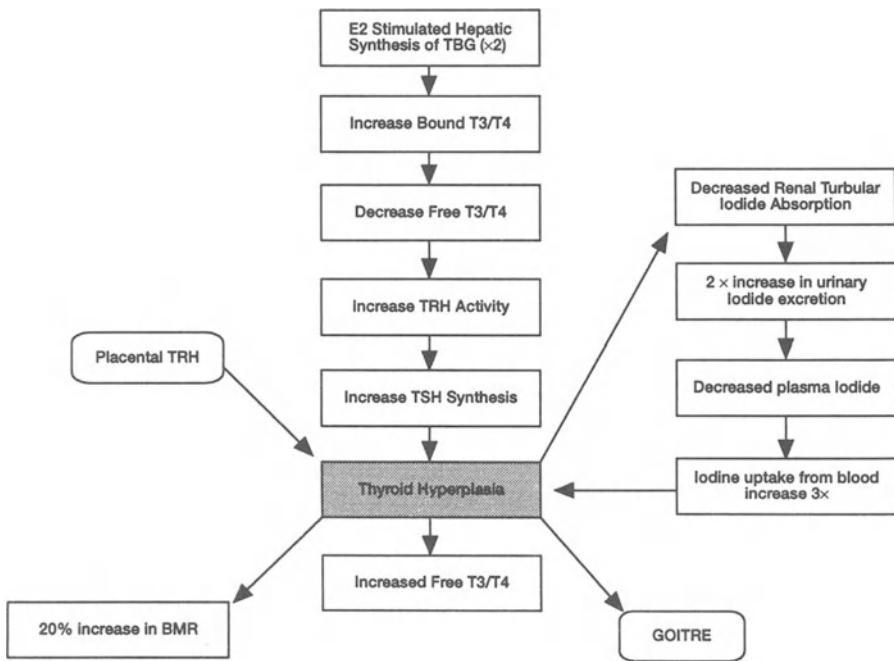 E2 Stimulated Hepatic
Synthesis of TBG (×2)
Increase Bound T3/T4
Decrease Free T3/T4
Increase TRH Activity
Placental TRH
Increase TSH Synthesis
Thyroid Hyperplasia
Increased Free T3/T4
20% increase in BMR
GOITRE
Decreased Renal Turbular
Iodide Absorption
2 × increase in urinary
Iodide excretion
Decreased plasma Iodide
Iodine uptake from blood
increase 3×